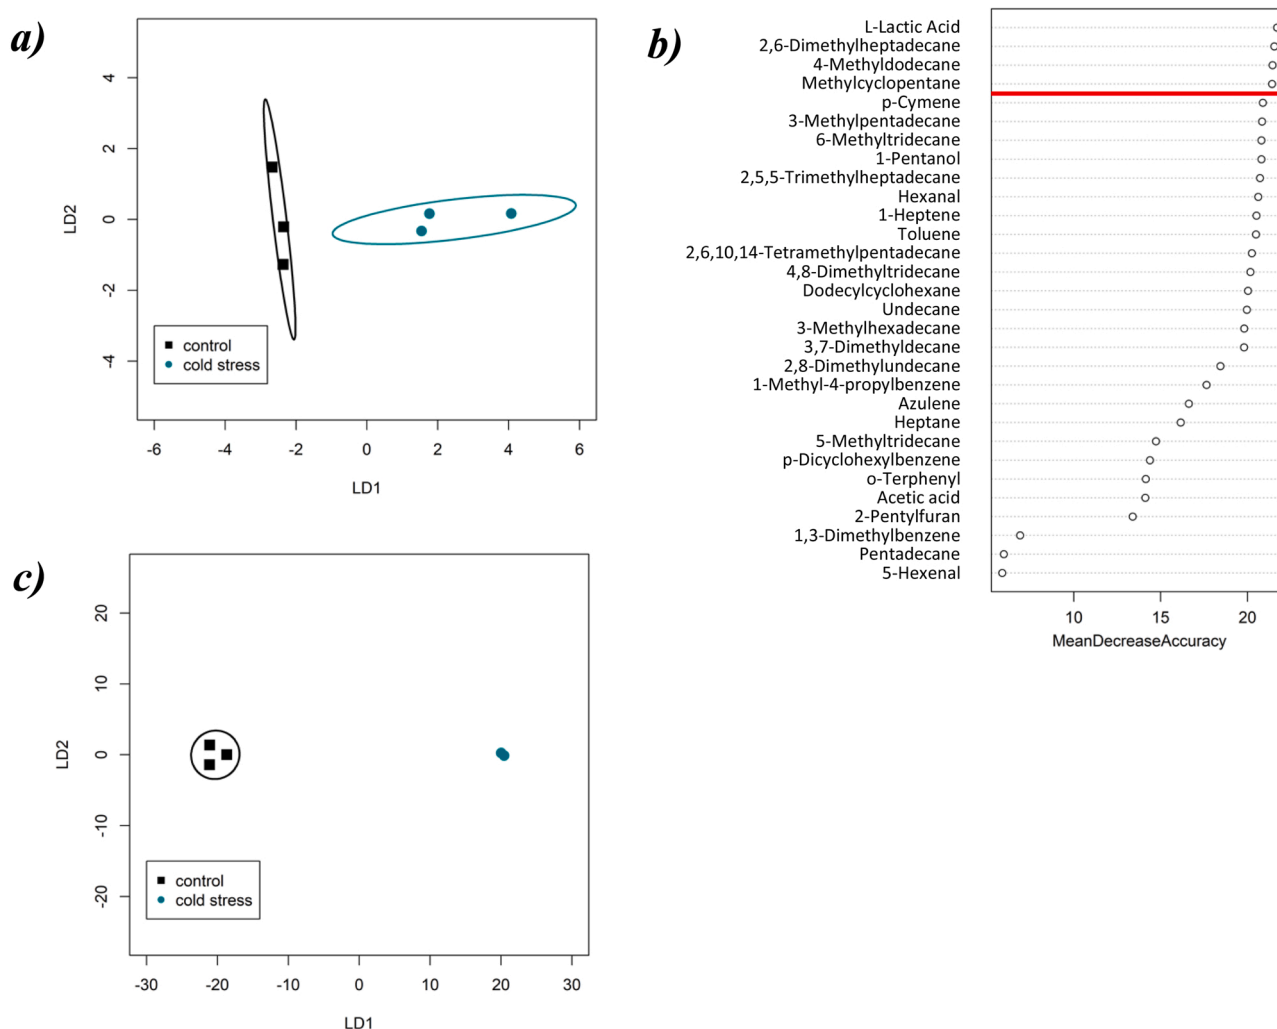 a)
4
2
0
-2
-4
LD2
control
cold stress
-6 -4 -2 0 2 4 6
LD1
b)
L-Lactic Acid
2,6-Dimethylheptadecane
4-Methyldodecane
Methylcyclopentane
p-Cymene
3-Methylpentadecane
6-Methyltridecane
1-Pentanol
2,5,5-Trimethylheptadecane
Hexanal
1-Heptene
Toluene
2,6,10,14-Tetramethylpentadecane
4,8-Dimethyltridecane
Dodecylcyclohexane
Undecane
3-Methylhexadecane
3,7-Dimethyldecane
2,8-Dimethylundecane
1-Methyl-4-propylbenzene
Azulene
Heptane
5-Methyltridecane
p-Dicyclohexylbenzene
o-Terphenyl
Acetic acid
2-Pentylfuran
1,3-Dimethylbenzene
Pentadecane
5-Hexenal
10 15 20
MeanDecreaseAccuracy
c)
20
10
0
-10
-20
LD2
control
cold stress
-30 -20 -10 0 10 20 30
LD1